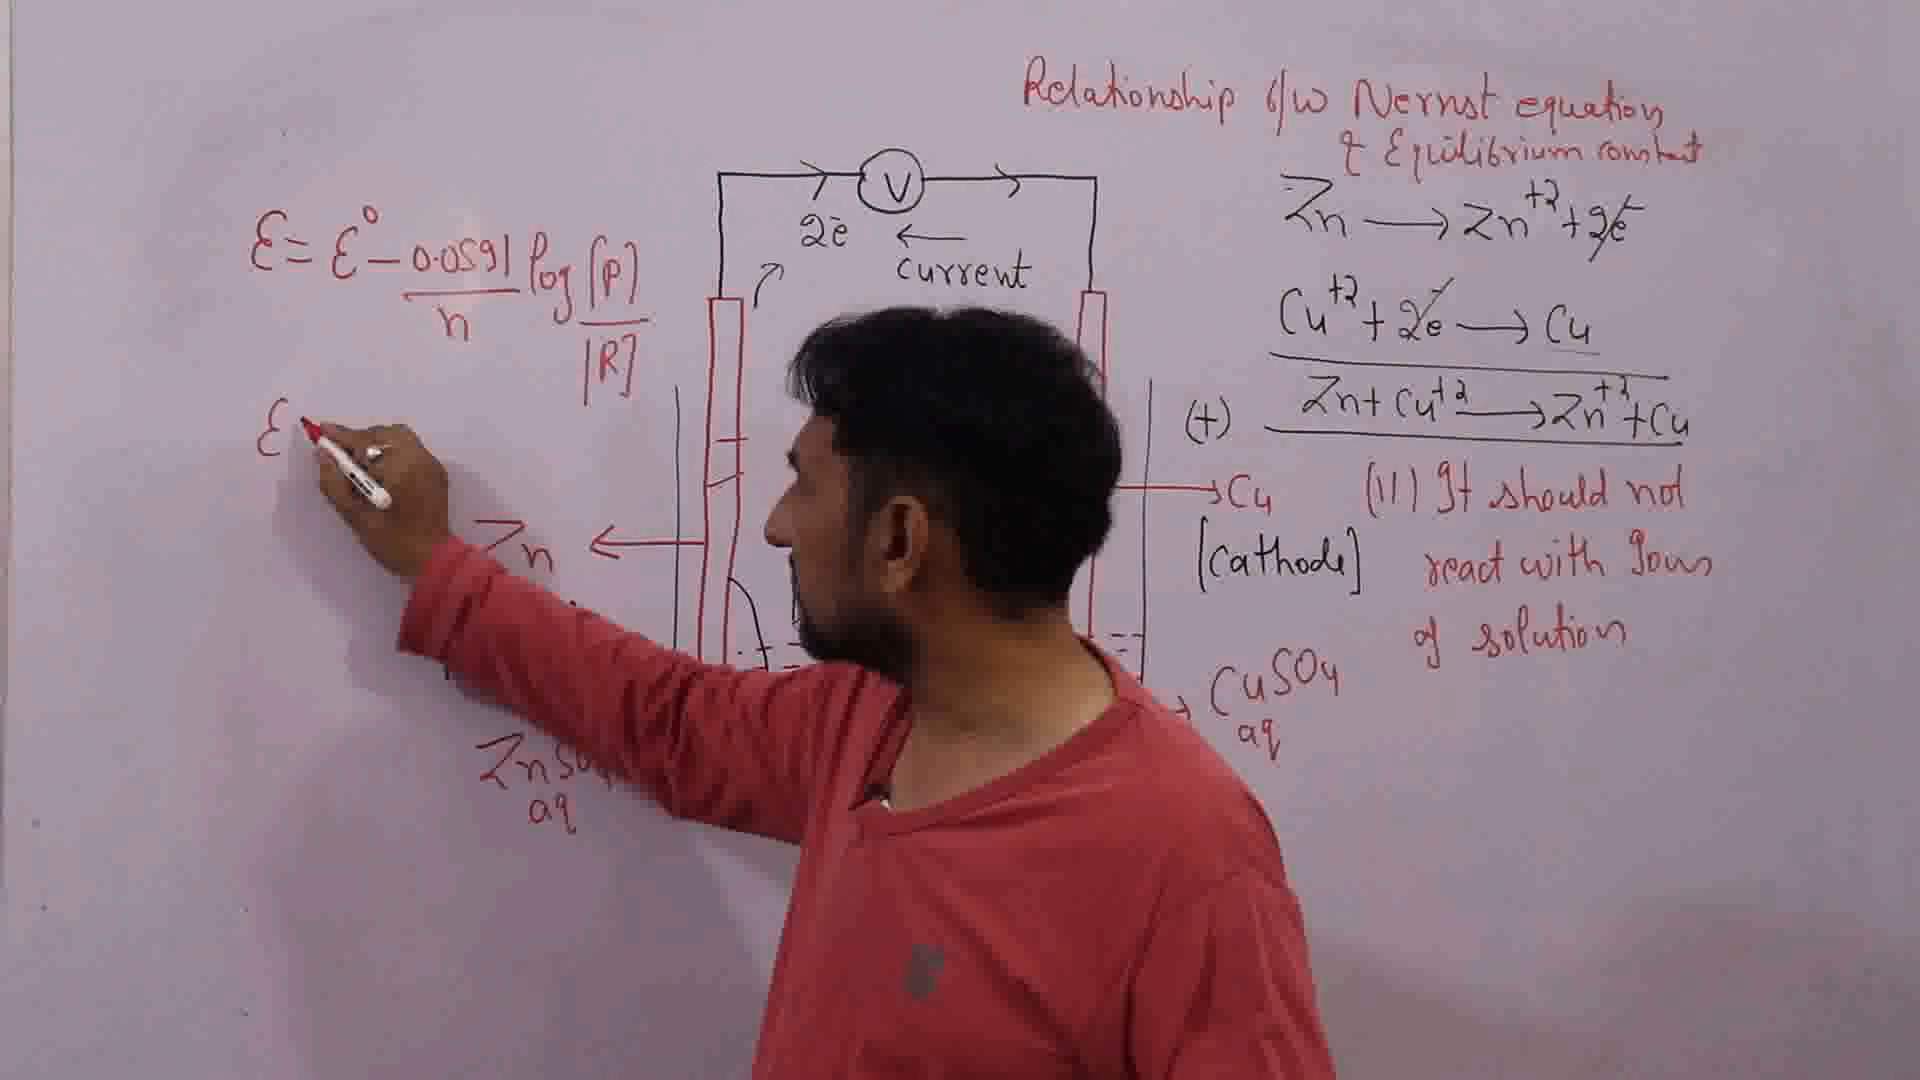 Relationship b/w Nernst equation
& Equilibrium constant
Zn → Zn⁺² + 2e⁻
Cu⁺² + 2e⁻ → Cu
Zn + Cu⁺² → Zn⁺² + Cu
(II) It should not
react with Ions
of solution
V
2e⁻ ←
current
Ɛ = Ɛ⁰ - 0.0591/n log [P]/[R]
Ɛ
Zn
ZnSO
aq
(+)
Cu
[Cathode]
CuSO₄
aq